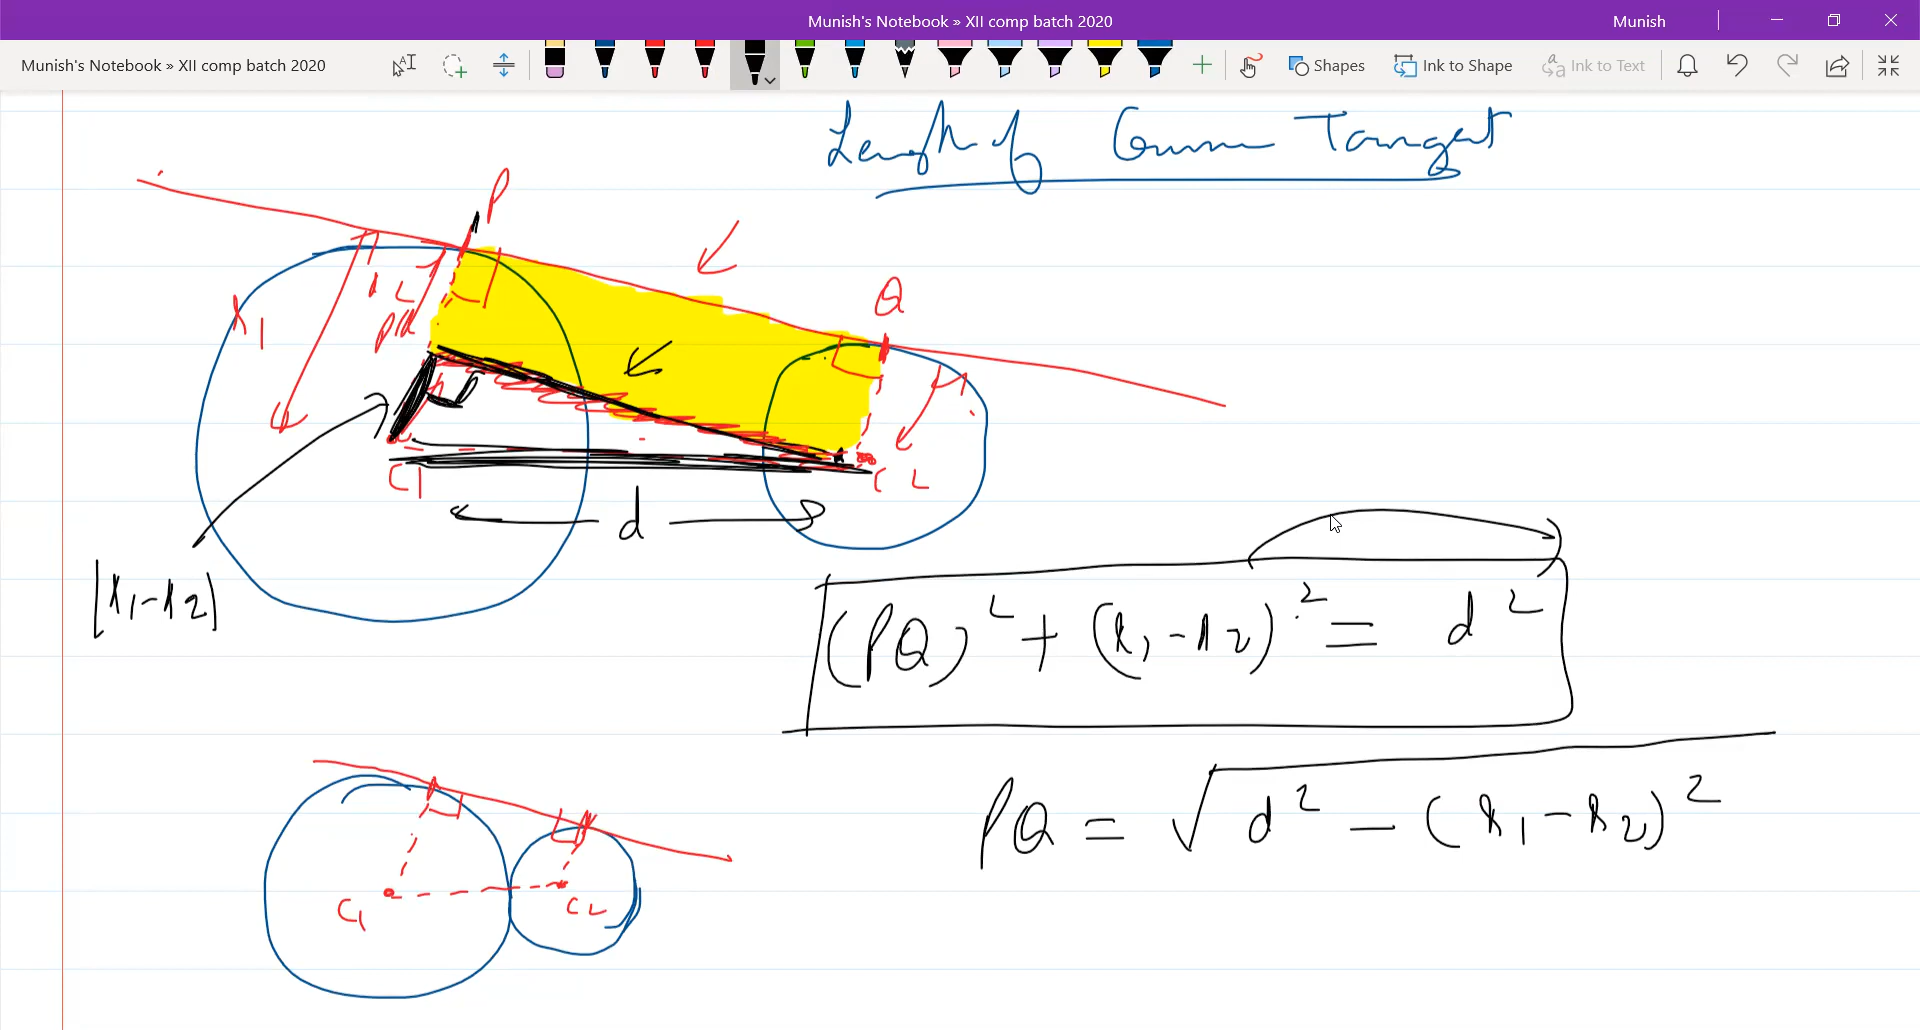 Munish's Notebook » XII comp batch 2020
Munish
Munish's Notebook » XII comp batch 2020
Shapes
Ink to Shape
Ink to Text
Length of Common Tangent
P
Q
r1
r2
C1
C2
d
|r1-r2|
(PQ)² + (r1-r2)² = d²
PQ = √d² - (r1-r2)²
C1
C2